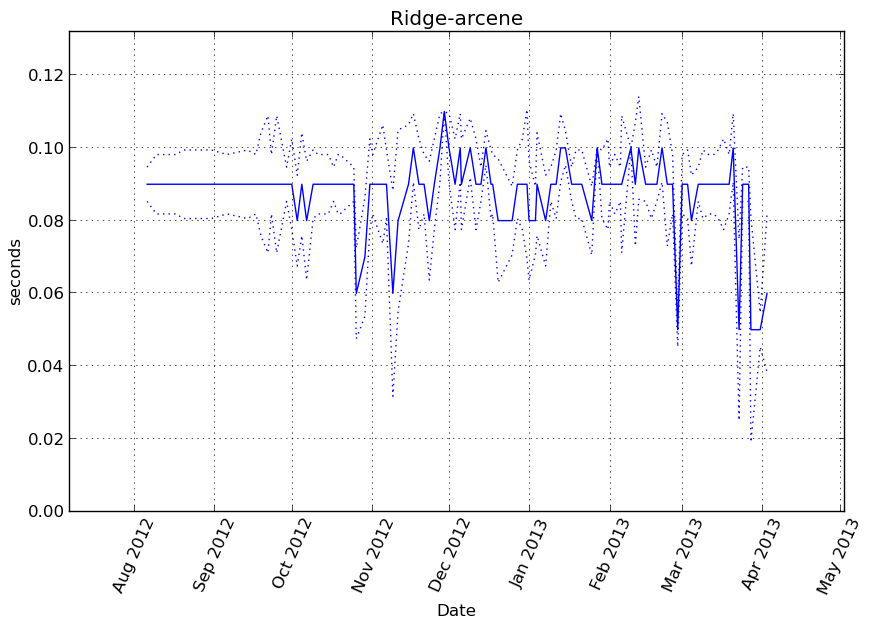 Ridge-arcene
0.12
0.10
0.08
0.06
0.04
0.02
0.00
seconds
Aug 2012
Sep 2012
Oct 2012
Nov 2012
Dec 2012
Jan 2013
Feb 2013
Mar 2013
Apr 2013
May 2013
Date